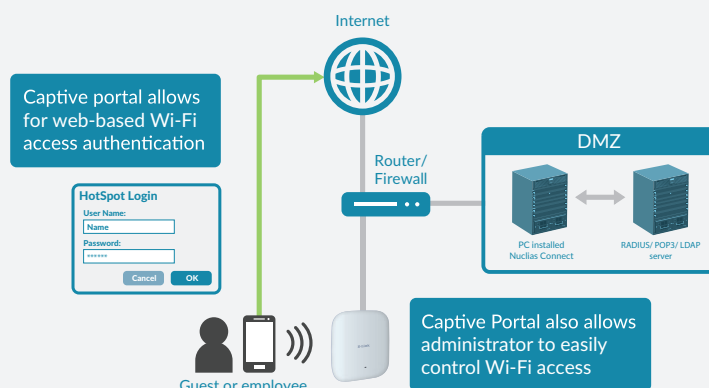 Internet
Captive portal allows
for web-based Wi-Fi
access authentication
Router/
Firewall
DMZ
PC installed
Nuclias Connect
RADIUS/ POP3/ LDAP
server
HotSpot Login
User Name:
Name
Password:
******
Cancel
OK
Captive Portal also allows
administrator to easily
control Wi-Fi access
Guest or employee